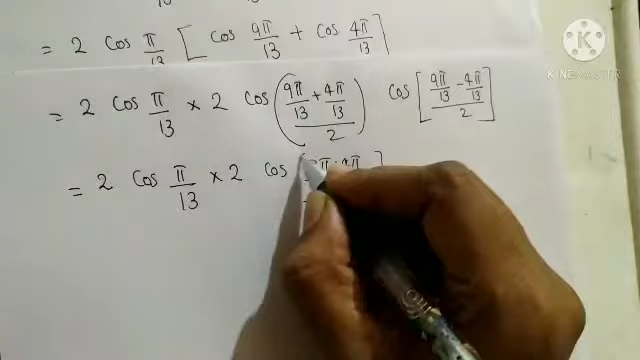 = 2 cos π/13 [ cos 9π/13 + cos 4π/13 ]
= 2 cos π/13 × 2 cos ( (9π/13 + 4π/13) / 2 ) cos [ (9π/13 − 4π/13) / 2 ]
= 2 cos π/13 × 2 cos
K
KINEMASTER